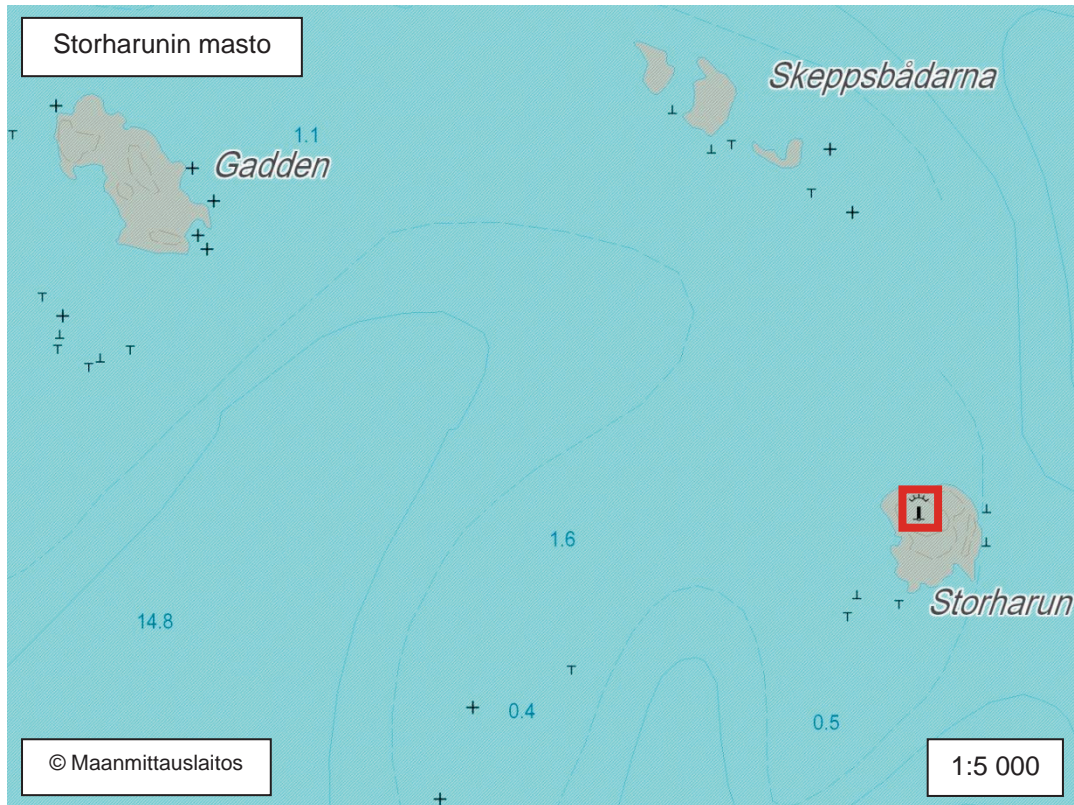 Storharunin masto
Skeppsbådarna
1.1
Gadden
1.6
Storharun
14.8
0.4
0.5
© Maanmittauslaitos
1:5 000